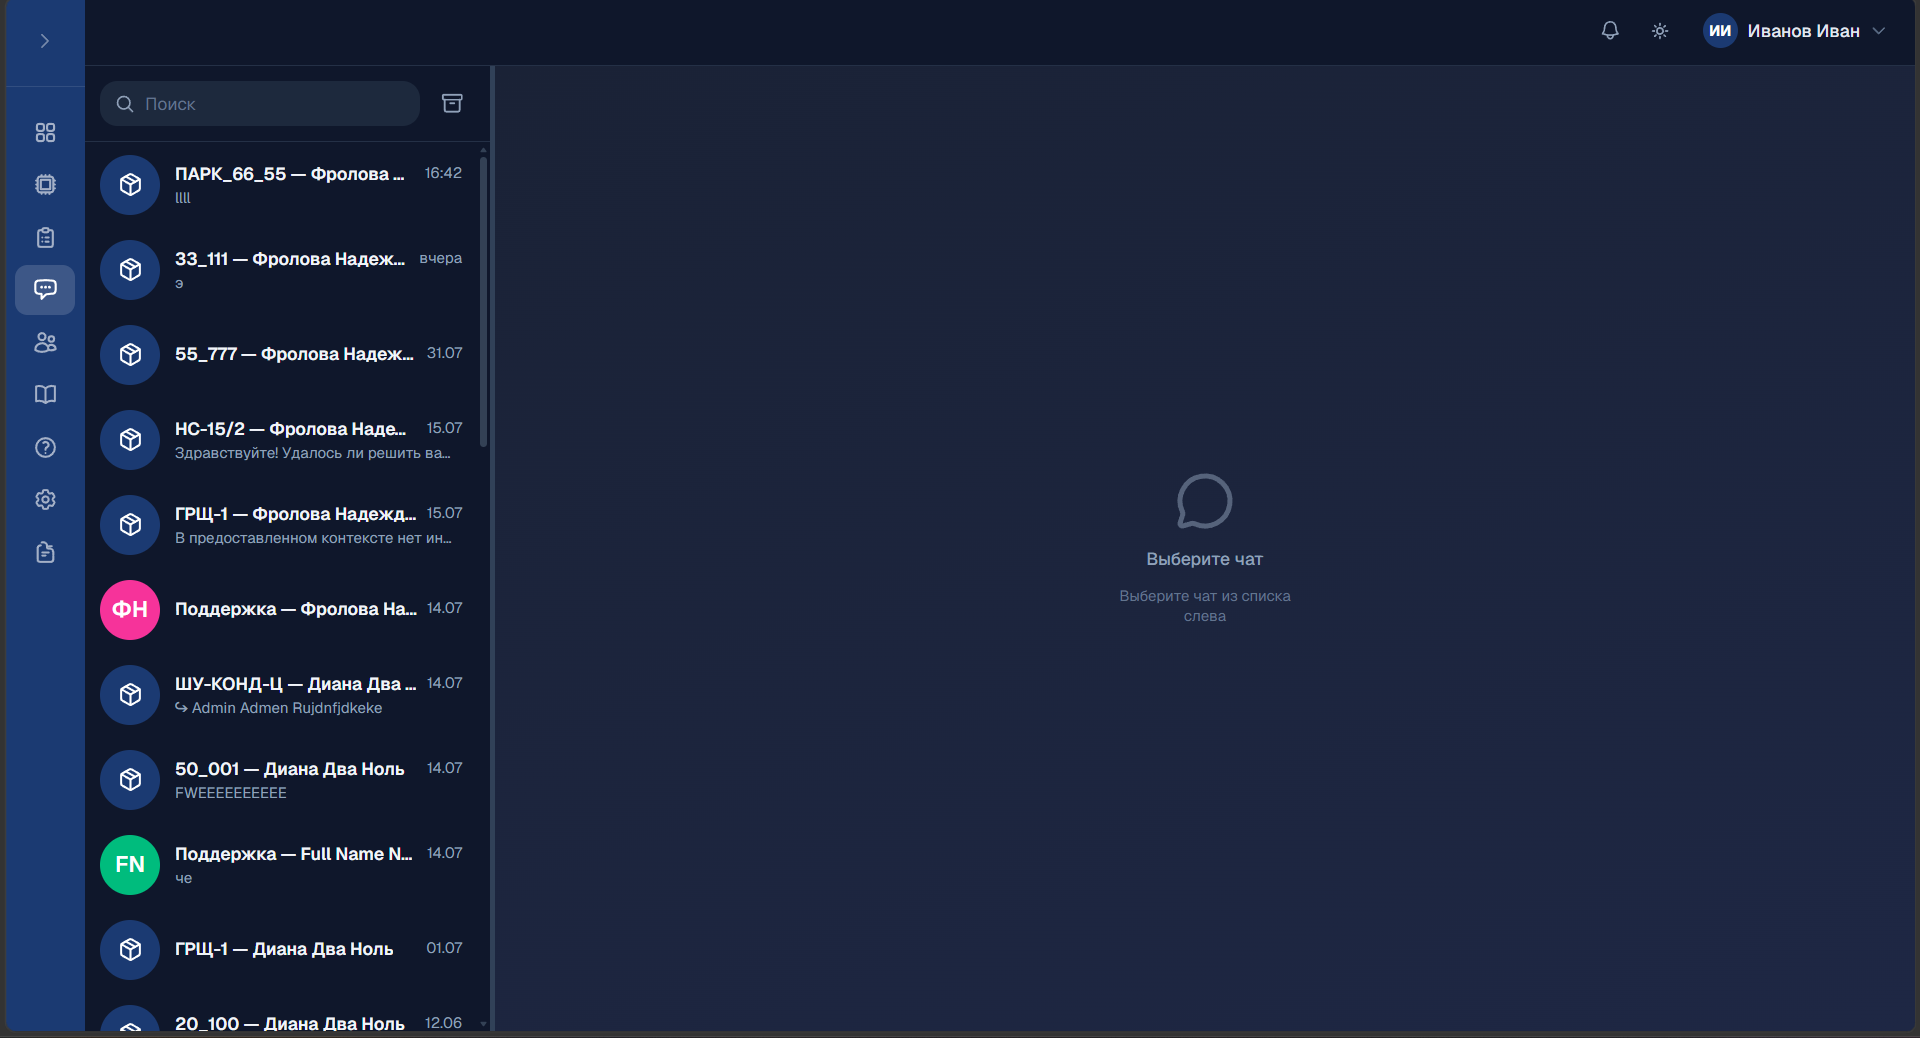 ИИ Иванов Иван
Поиск
ПАРК_66_55 — Фролова ... 16:42
llll
33_111 — Фролова Надеж... вчера
э
55_777 — Фролова Надеж... 31.07
НС-15/2 — Фролова Наде... 15.07
Здравствуйте! Удалось ли решить ва...
ГРЩ-1 — Фролова Надежд... 15.07
В предоставленном контексте нет ин...
ФН Поддержка — Фролова На... 14.07
ШУ-КОНД-Ц — Диана Два ... 14.07
Admin Admen Rujdnfjdkeke
50_001 — Диана Два Ноль 14.07
FWEEEEEEEEEE
FN Поддержка — Full Name N... 14.07
че
ГРЩ-1 — Диана Два Ноль 01.07
20_100 — Диана Два Ноль 12.06
Выберите чат
Выберите чат из списка
слева